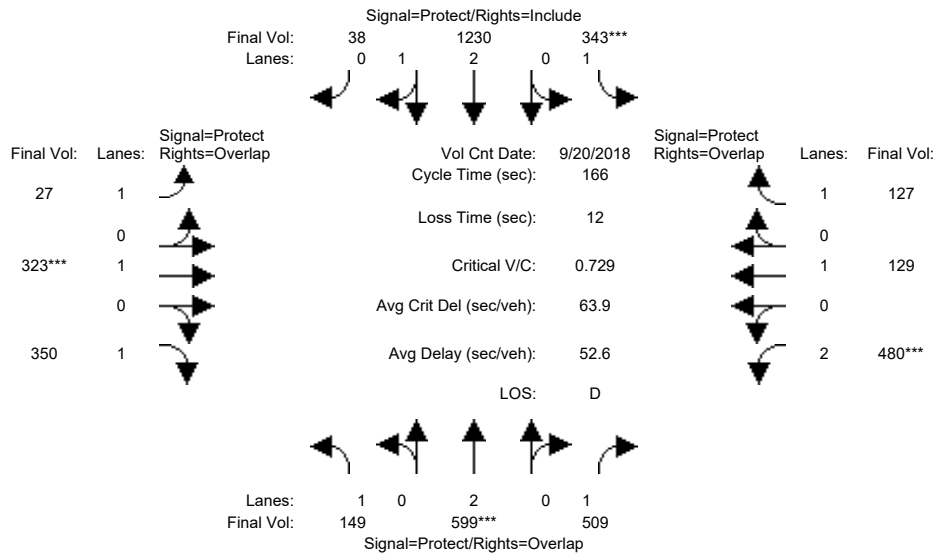 Signal=Protect/Rights=Include
Final Vol: 38 1230 343***
Lanes: 0 1 2 0 1
Signal=Protect
Final Vol: Lanes: Rights=Overlap
Vol Cnt Date: 9/20/2018
Cycle Time (sec): 166
Loss Time (sec): 12
Critical V/C: 0.729
Avg Crit Del (sec/veh): 63.9
Avg Delay (sec/veh): 52.6
LOS: D
Signal=Protect
Rights=Overlap Lanes: Final Vol:
27 1
0
323*** 1
0
350 1
1 127
0
1 129
0
2 480***
Lanes: 1 0 2 0 1
Final Vol: 149 599*** 509
Signal=Protect/Rights=Overlap